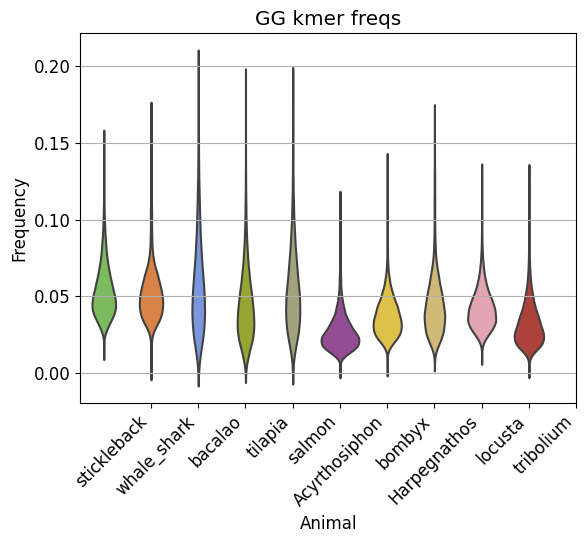 GG kmer freqs
Frequency
0.20
0.15
0.10
0.05
0.00
stickleback
whale_shark
bacalao
tilapia
salmon
Acyrthosiphon
bombyx
Harpegnathos
locusta
tribolium
Animal